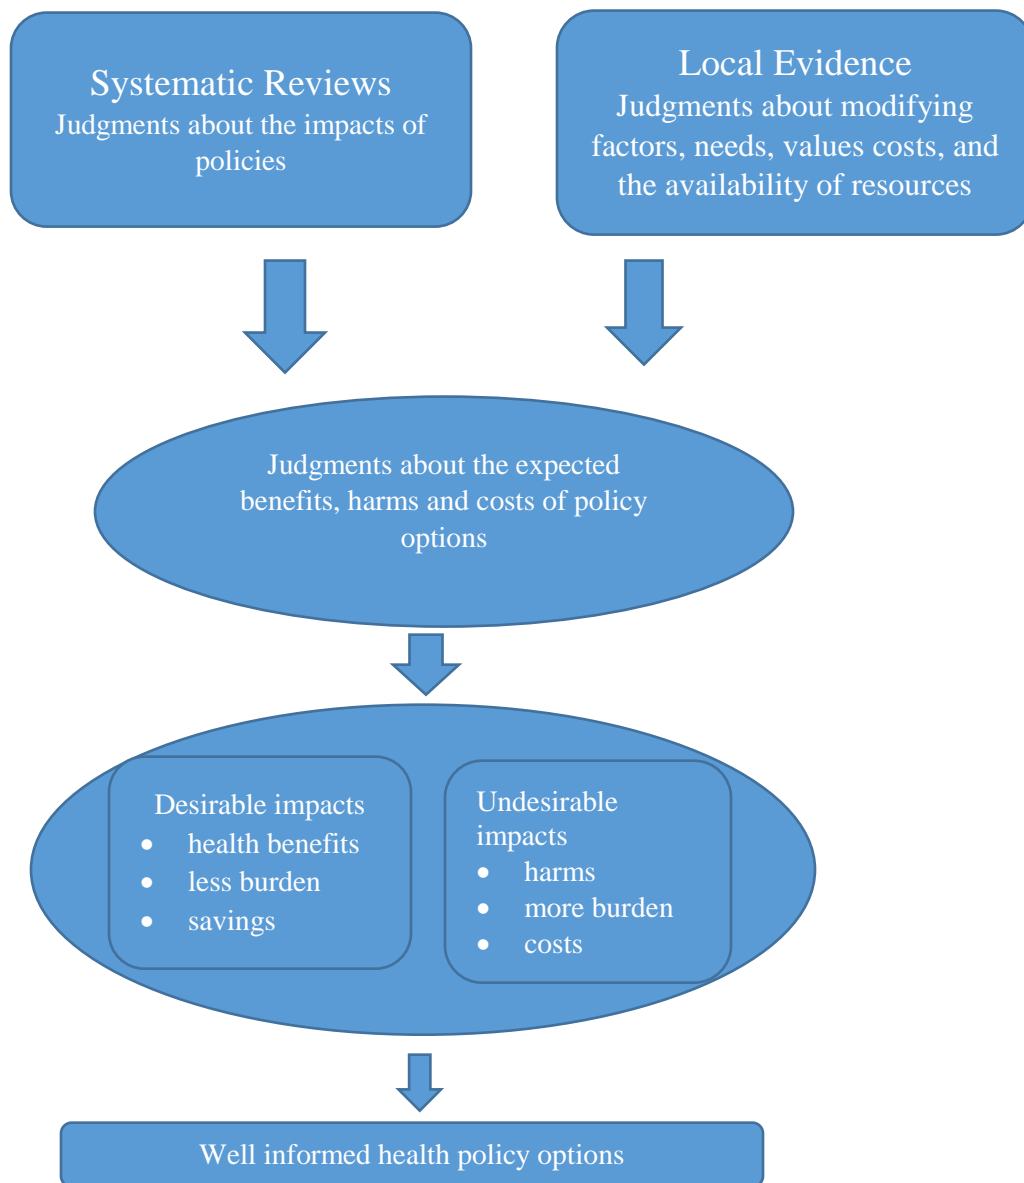 Systematic Reviews
Judgments about the impacts of
policies
Local Evidence
Judgments about modifying
factors, needs, values costs, and
the availability of resources
Judgments about the expected
benefits, harms and costs of policy
options
Desirable impacts
• health benefits
• less burden
• savings
Undesirable
impacts
• harms
• more burden
• costs
Well informed health policy options